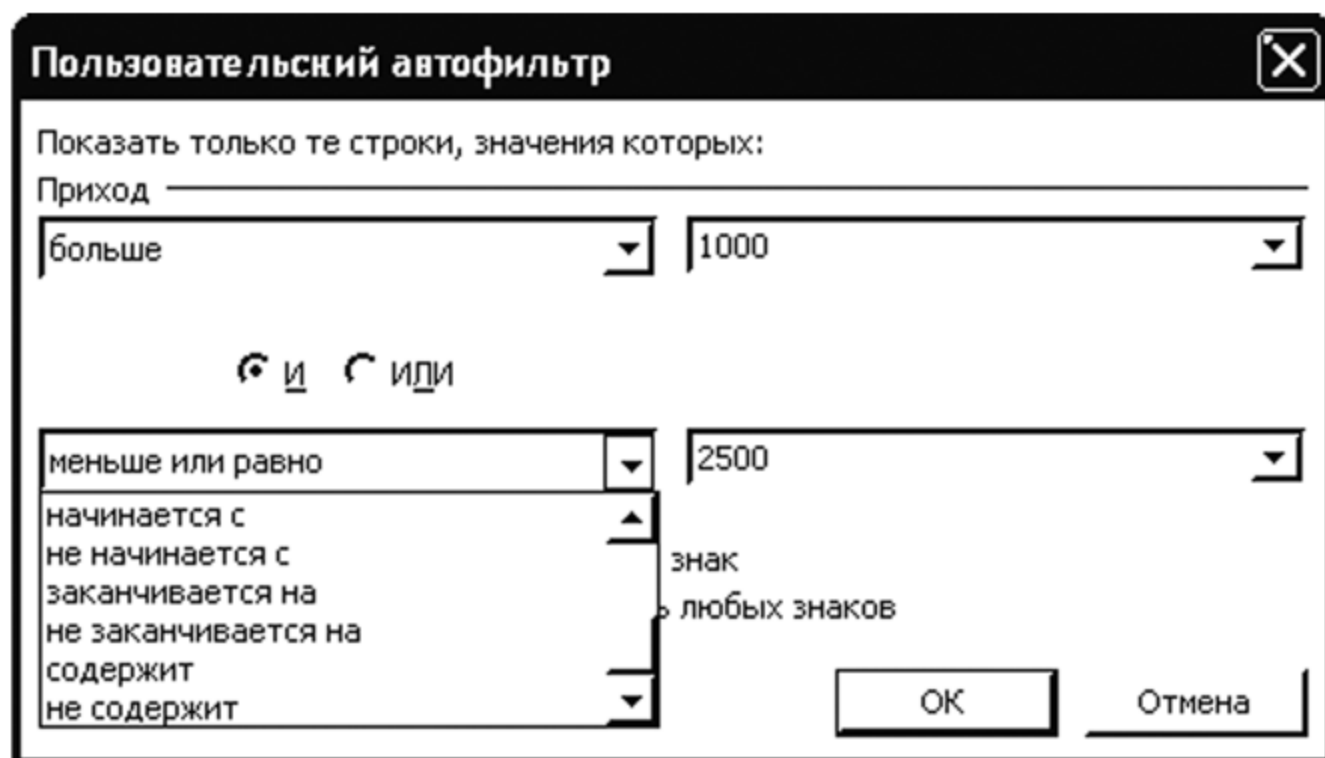 Пользовательский автофильтр
Показать только те строки, значения которых:
Приход
больше 1000
и или
меньше или равно 2500
начинается с
не начинается с
знак
заканчивается на
ь любых знаков
не заканчивается на
содержит
не содержит
ОК Отмена